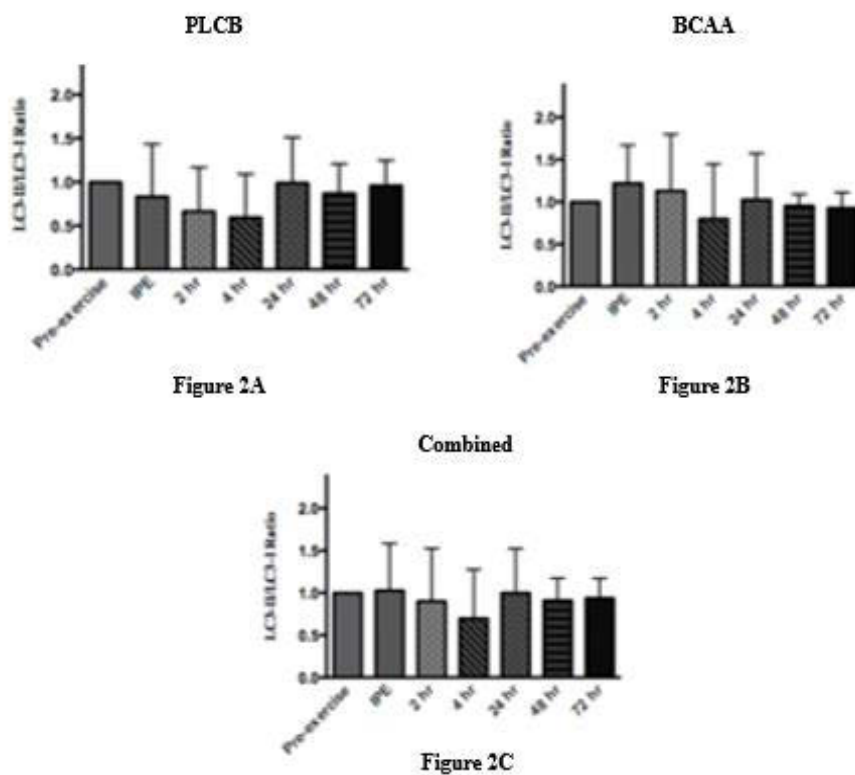 PLCB
LC3-II/LC3-I Ratio
2.0
1.5
1.0
0.5
0.0
Pre-exercise
IPE
2 hr
4 hr
24 hr
48 hr
72 hr
Figure 2A
BCAA
LC3-II/LC3-I Ratio
2.0
1.5
1.0
0.5
0.0
Pre-exercise
IPE
2 hr
4 hr
24 hr
48 hr
72 hr
Figure 2B
Combined
LC3-II/LC3-I Ratio
2.0
1.5
1.0
0.5
0.0
Pre-exercise
IPE
2 hr
4 hr
24 hr
48 hr
72 hr
Figure 2C